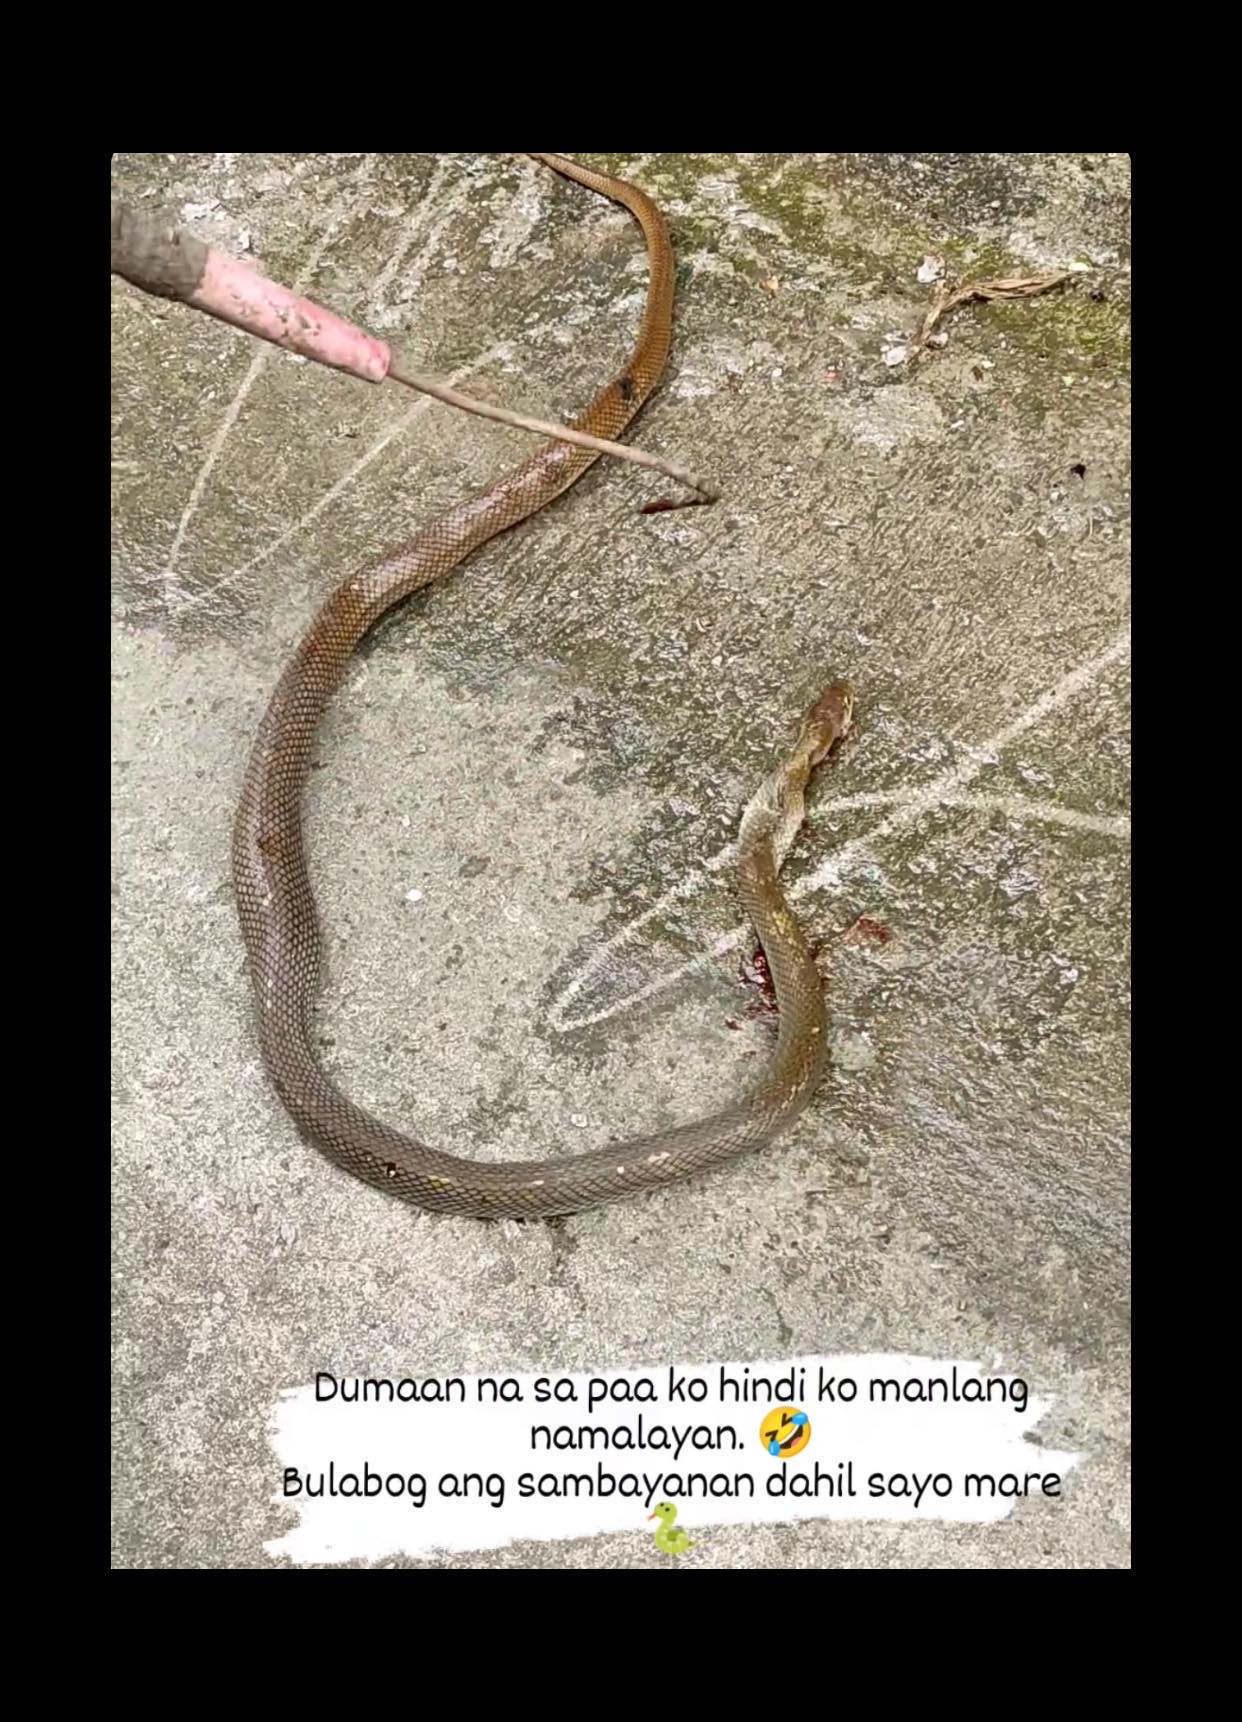 Dumaan na sa paa ko hindi ko manlang
namalayan. 🤣
Bulabog ang sambayanan dahil sayo mare
🐍